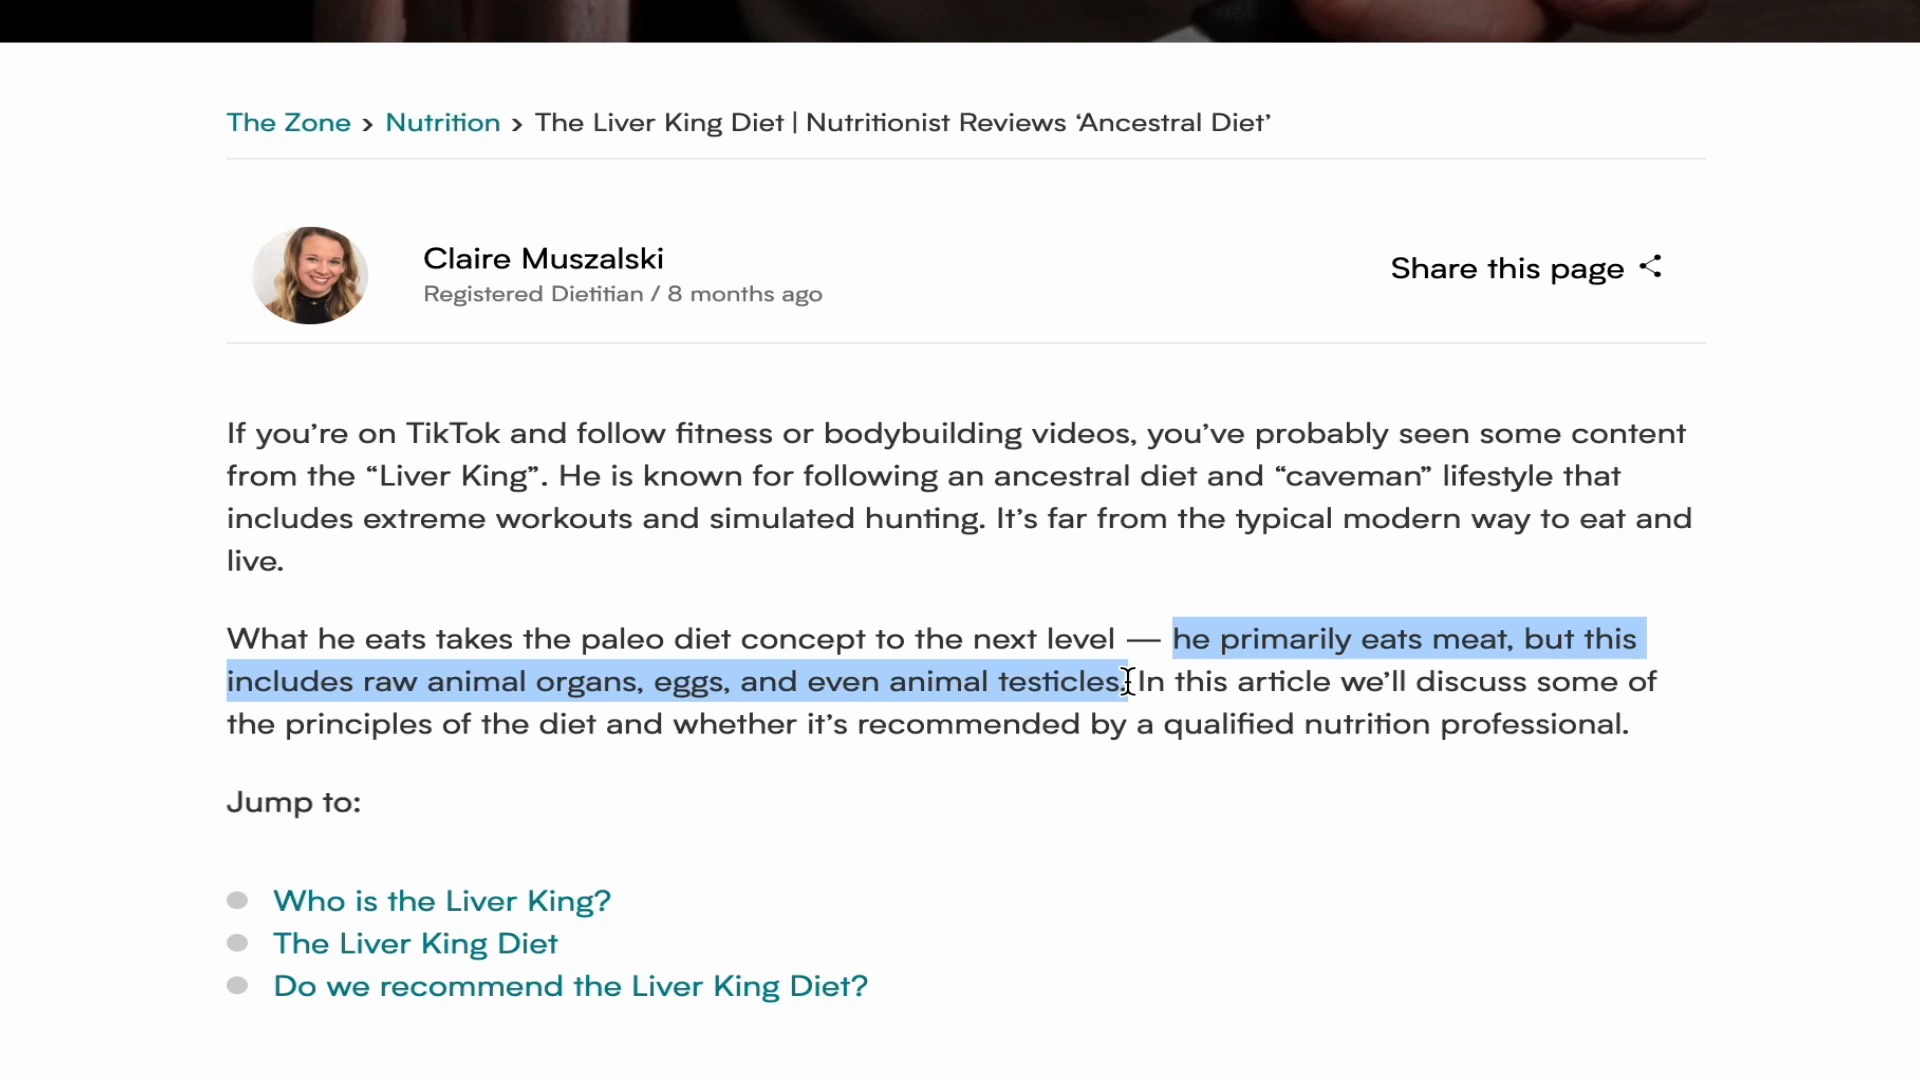 The Zone > Nutrition > The Liver King Diet | Nutritionist Reviews ‘Ancestral Diet’
Claire Muszalski
Registered Dietitian / 8 months ago
Share this page
If you’re on TikTok and follow fitness or bodybuilding videos, you’ve probably seen some content
from the “Liver King”. He is known for following an ancestral diet and “caveman” lifestyle that
includes extreme workouts and simulated hunting. It’s far from the typical modern way to eat and
live.
What he eats takes the paleo diet concept to the next level — he primarily eats meat, but this
includes raw animal organs, eggs, and even animal testicles. In this article we’ll discuss some of
the principles of the diet and whether it’s recommended by a qualified nutrition professional.
Jump to:
Who is the Liver King?
The Liver King Diet
Do we recommend the Liver King Diet?